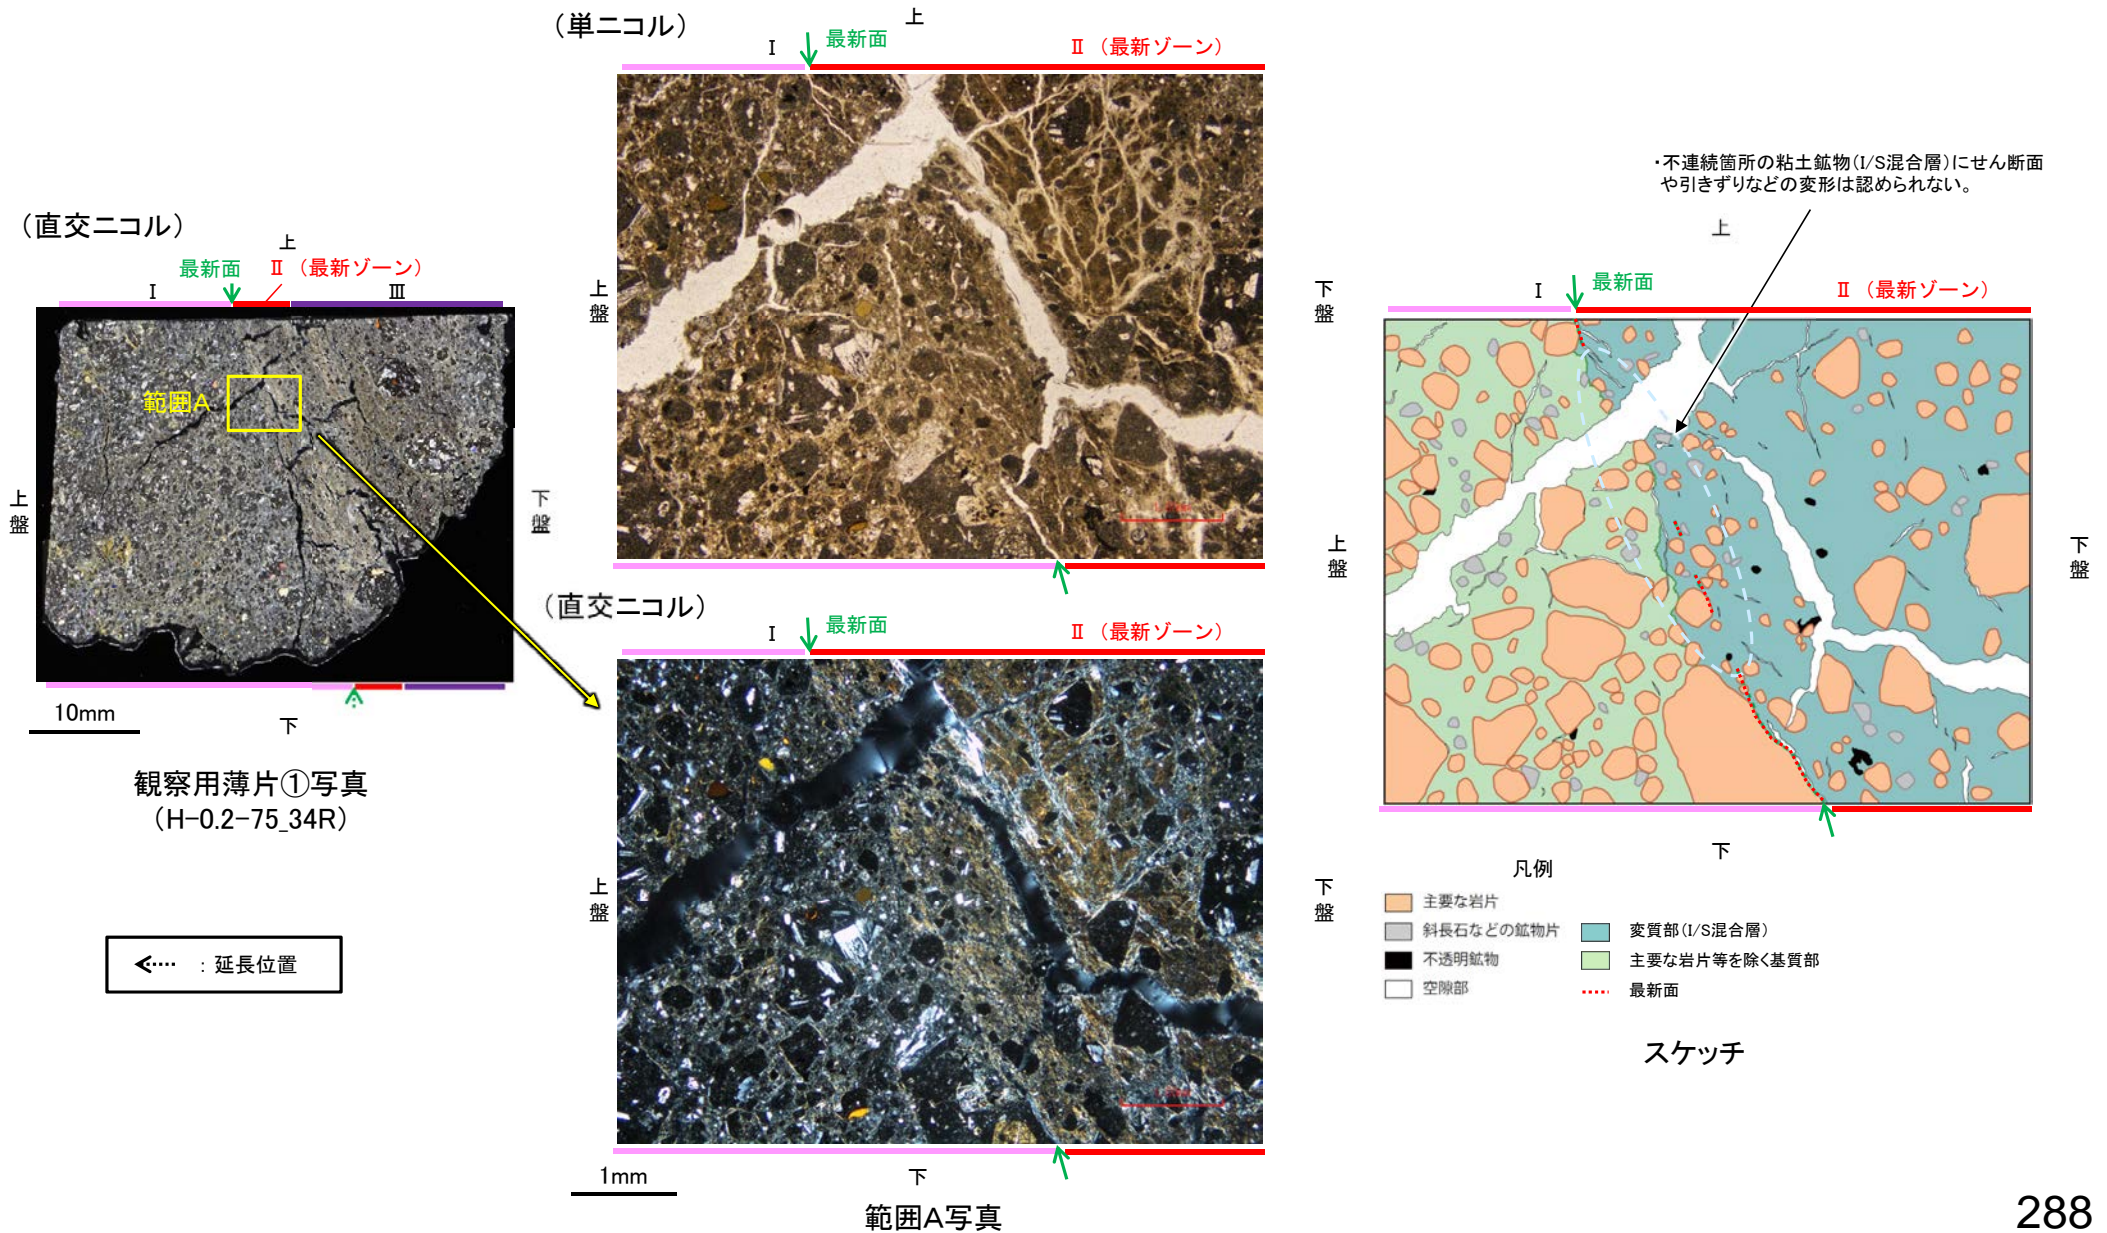 (単ニコル)
上
Ⅰ
最新面
Ⅱ (最新ゾーン)
上盤
下盤
(直交ニコル)
上
最新面
Ⅱ (最新ゾーン)
Ⅰ
Ⅲ
範囲A
上盤
下盤
10mm
下
観察用薄片①写真
(H-0.2-75_34R)
:延長位置
(直交ニコル)
Ⅰ
最新面
Ⅱ (最新ゾーン)
上盤
下盤
1mm
下
範囲A写真
・不連続箇所の粘土鉱物(I/S混合層)にせん断面
や引きずりなどの変形は認められない。
上
Ⅰ
最新面
Ⅱ (最新ゾーン)
上盤
下盤
下
凡例
主要な岩片
斜長石などの鉱物片
不透明鉱物
空隙部
変質部(I/S混合層)
主要な岩片等を除く基質部
最新面
スケッチ
288